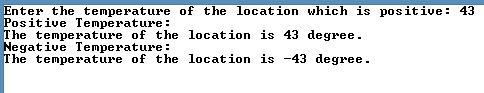 Enter the temperature of the location which is positive: 43
Positive Temperature:
The temperature of the location is 43 degree.
Negative Temperature:
The temperature of the location is -43 degree.